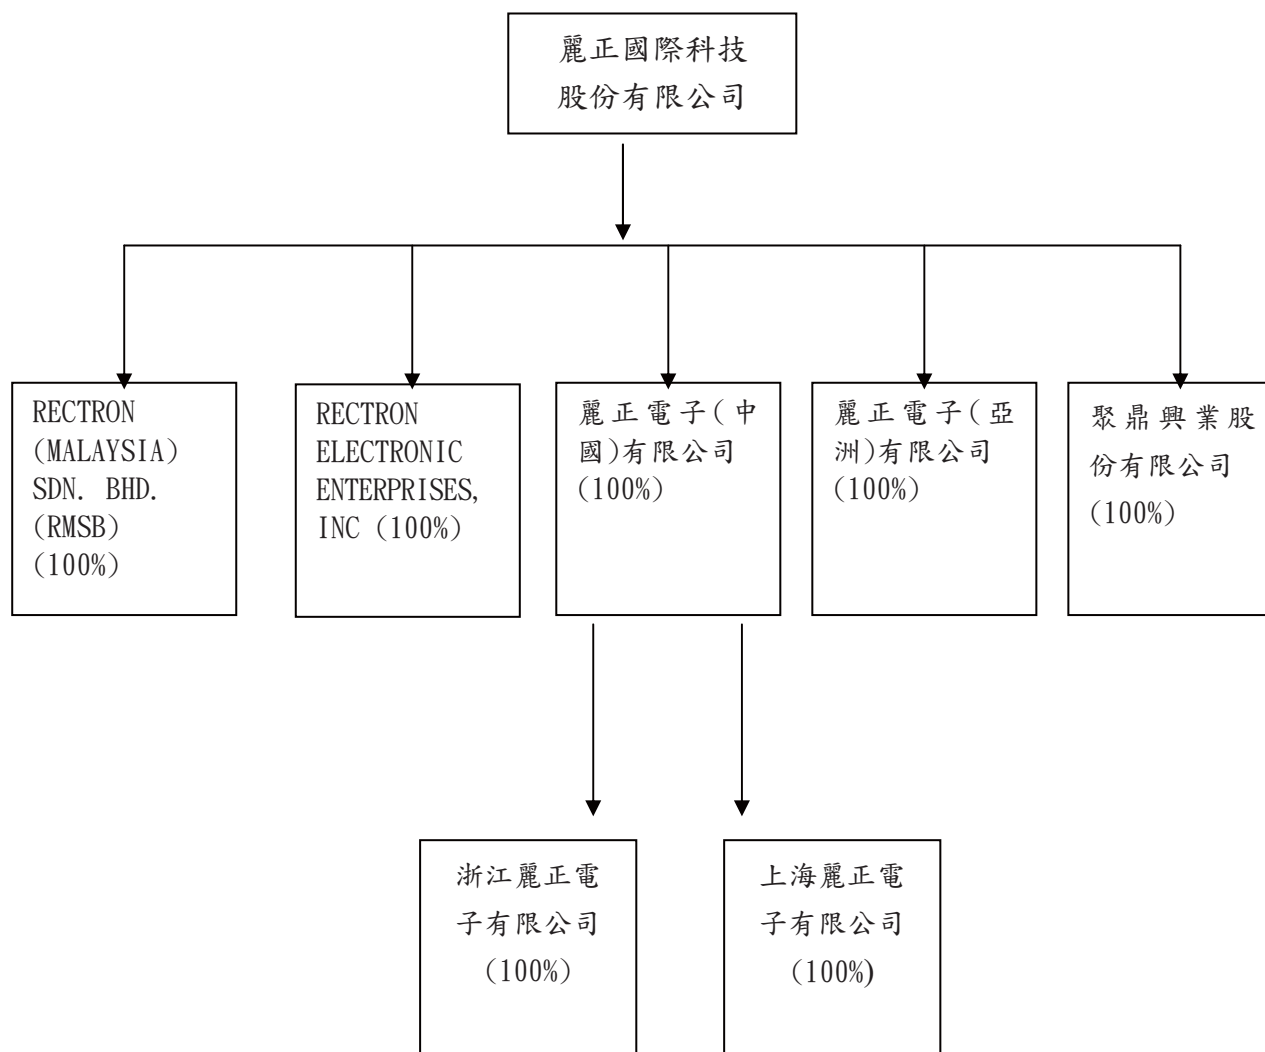 麗正國際科技
股份有限公司
RECTRON
(MALAYSIA)
SDN. BHD.
(RMSB)
(100%)
RECTRON
ELECTRONIC
ENTERPRISES,
INC (100%)
麗正電子(中
國)有限公司
(100%)
麗正電子(亞
洲)有限公司
(100%)
聚鼎興業股
份有限公司
(100%)
浙江麗正電
子有限公司
(100%)
上海麗正電
子有限公司
(100%)